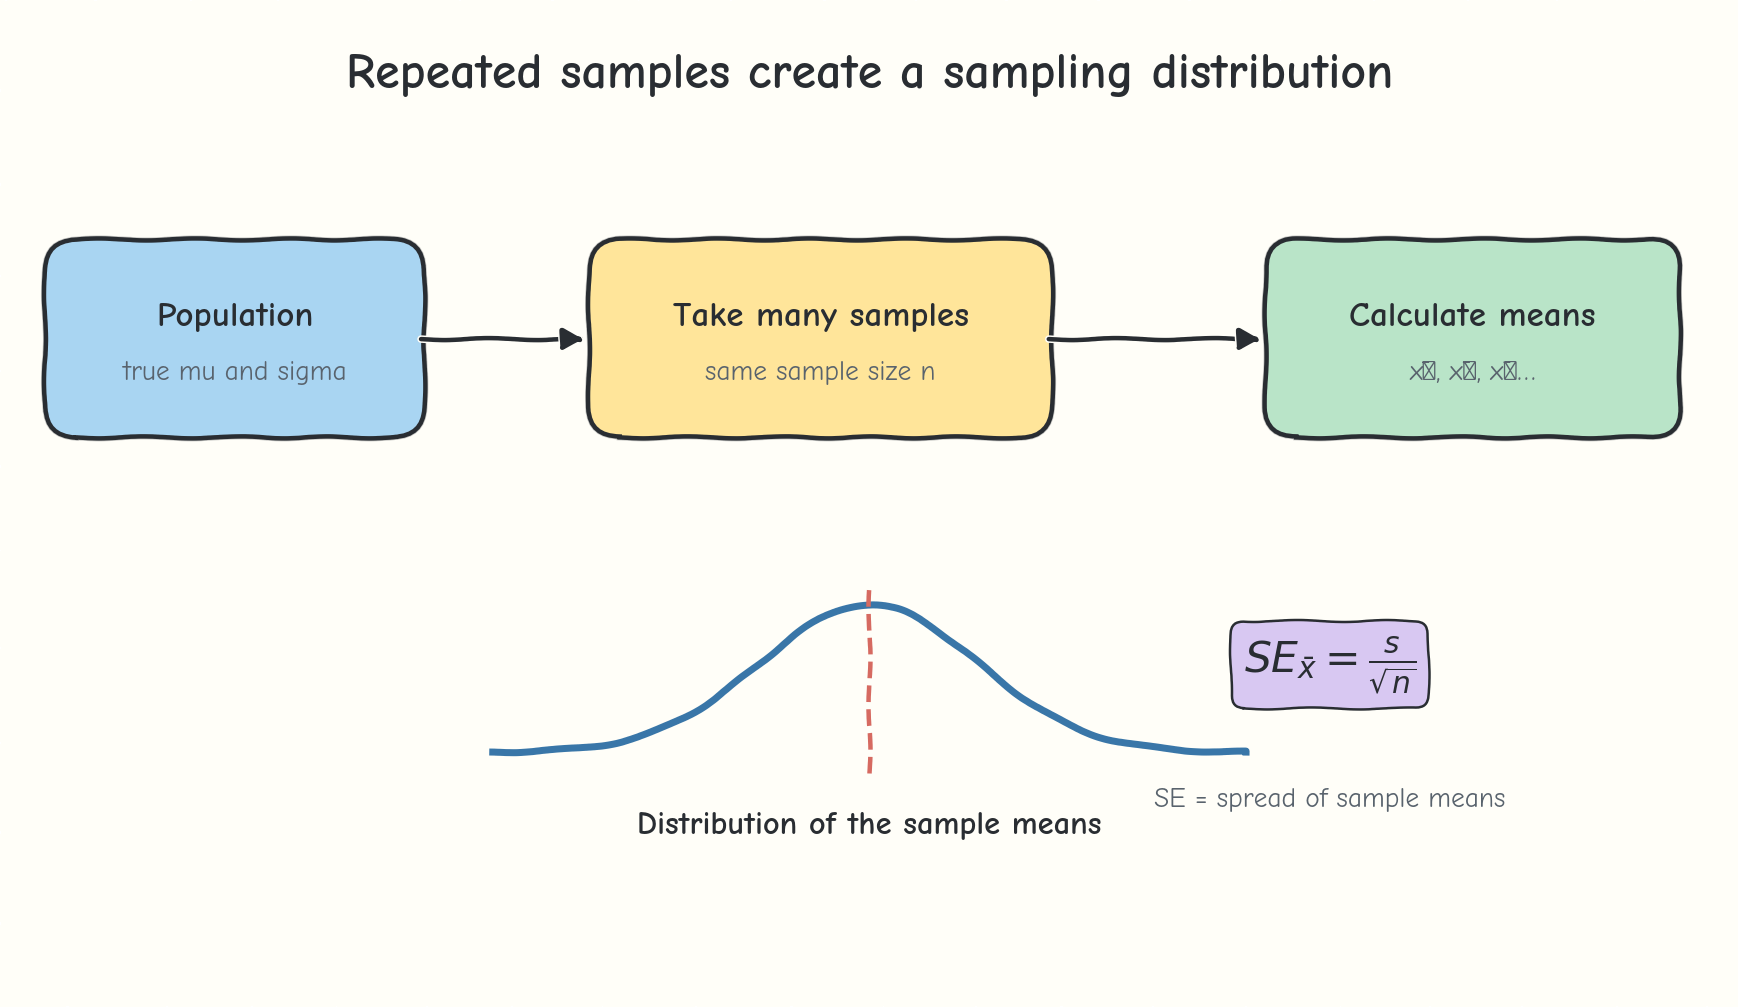 Repeated samples create a sampling distribution
Population
true mu and sigma
Take many samples
same sample size n
Calculate means
x▯, x▯, x▯...
SE_x̄ = s/√n
SE = spread of sample means
Distribution of the sample means